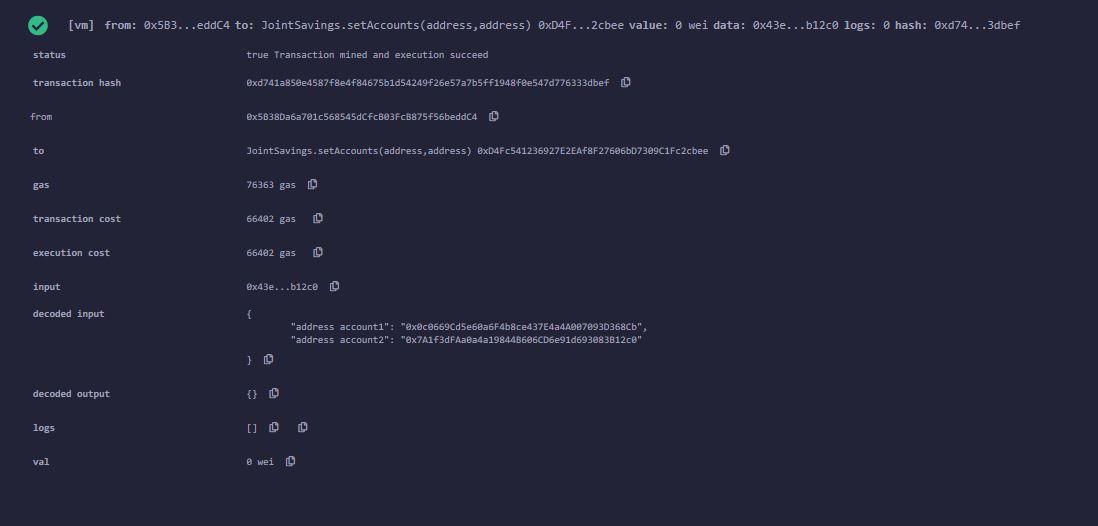 [vm] from: 0x5B3...eddC4 to: JointSavings.setAccounts(address,address) 0xD4F...2cbee value: 0 wei data: 0x43e...b12c0 logs: 0 hash: 0xd74...3dbef
status true Transaction mined and execution succeed
transaction hash 0xd741a850e4587f8e4f84675b1d54249f26e57a7b5ff1948f0e547d776333dbef
from 0x5B38Da6a701c568545dCfcB03FcB875f56beddC4
to JointSavings.setAccounts(address,address) 0xD4Fc541236927E2EAf8F27606bD7309C1Fc2cbee
gas 76363 gas
transaction cost 66402 gas
execution cost 66402 gas
input 0x43e...b12c0
decoded input {
"address account1": "0x0c0669Cd5e60a6F4b8ce437E4a4A007093D368Cb",
"address account2": "0x7A1f3dFAa0a4a19844B606CD6e91d693083B12c0"
}
decoded output {}
logs []
val 0 wei